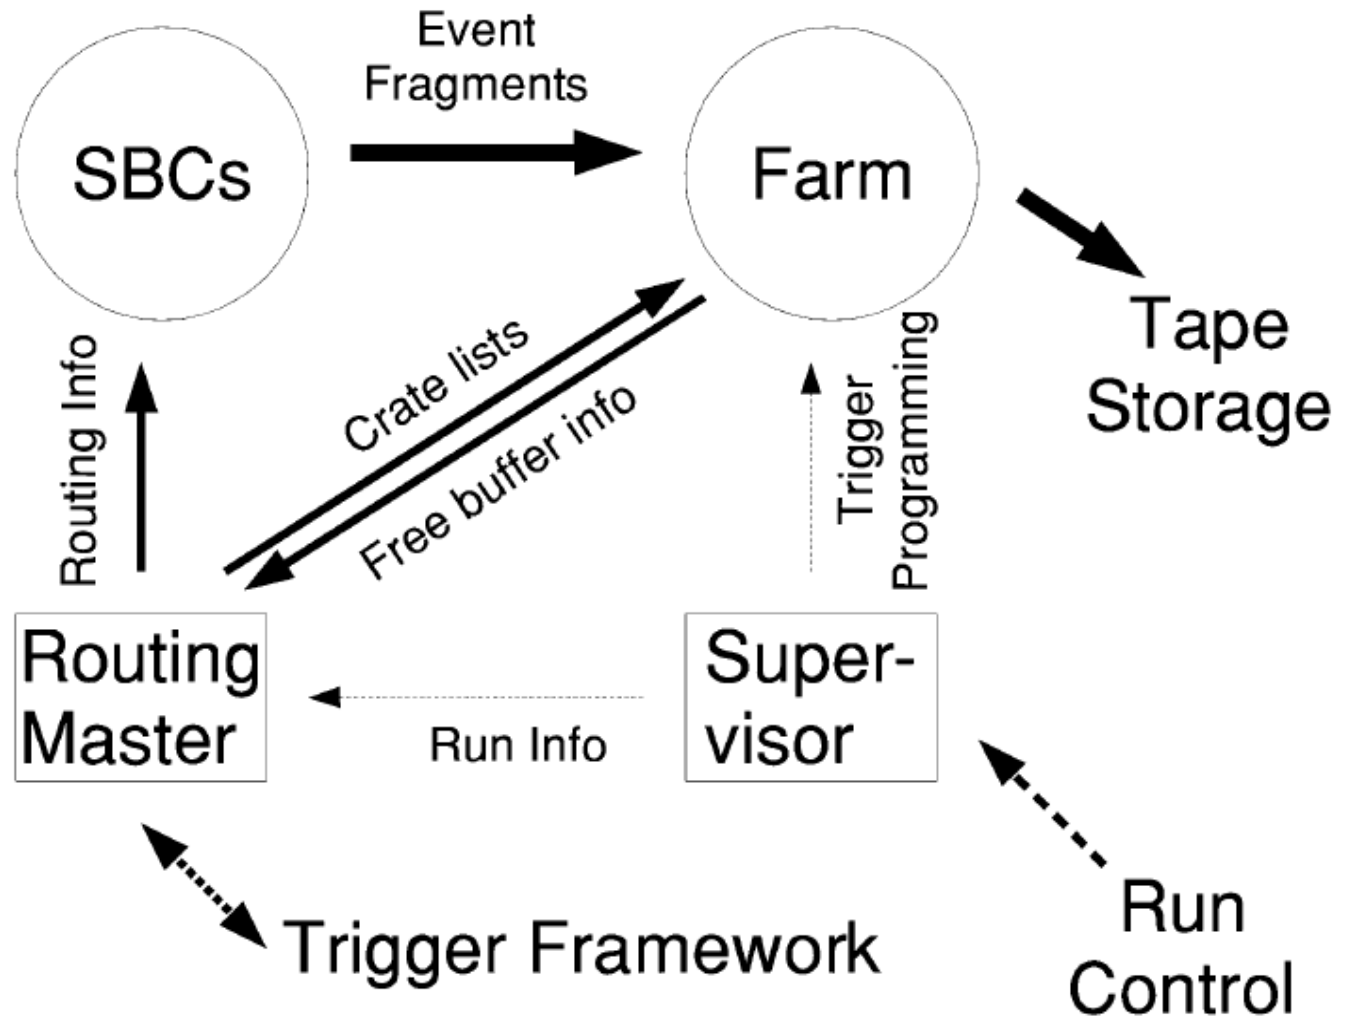 Event
Fragments
SBCs
Farm
Tape
Storage
Routing Info
Crate lists
Free buffer info
Trigger
Programming
Routing
Master
Run Info
Super-
visor
Trigger Framework
Run
Control